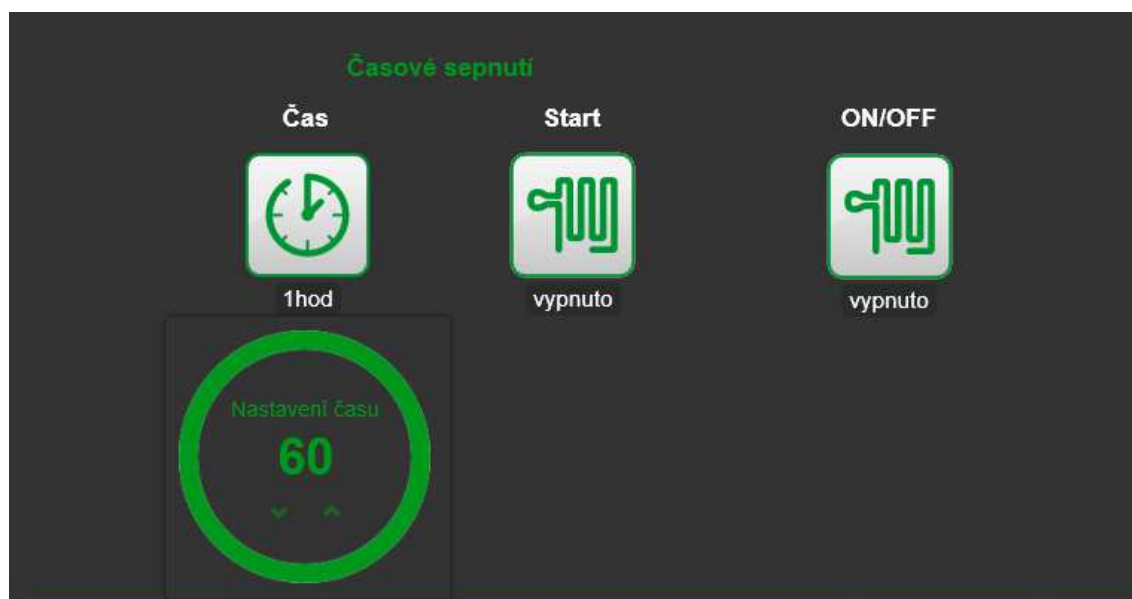 Časové sepnutí
Čas Start ON/OFF
1hod vypnuto vypnuto
Nastavení času
60